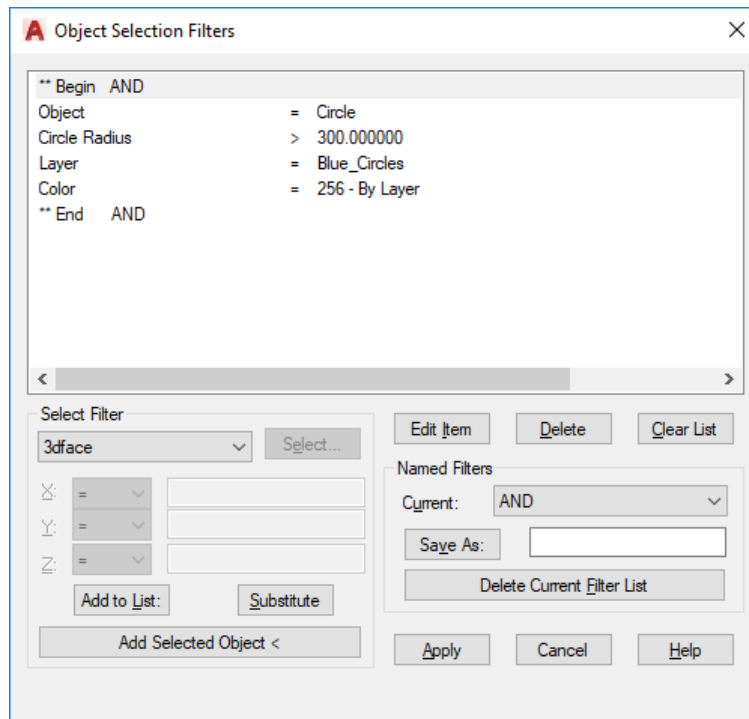 Object Selection Filters
** Begin AND
Object = Circle
Circle Radius > 300.000000
Layer = Blue_Circles
Color = 256 - By Layer
** End AND
Select Filter
3dface Select...
X: =
Y: =
Z: =
Add to List: Substitute
Add Selected Object <
Edit Item Delete Clear List
Named Filters
Current: AND
Save As:
Delete Current Filter List
Apply Cancel Help